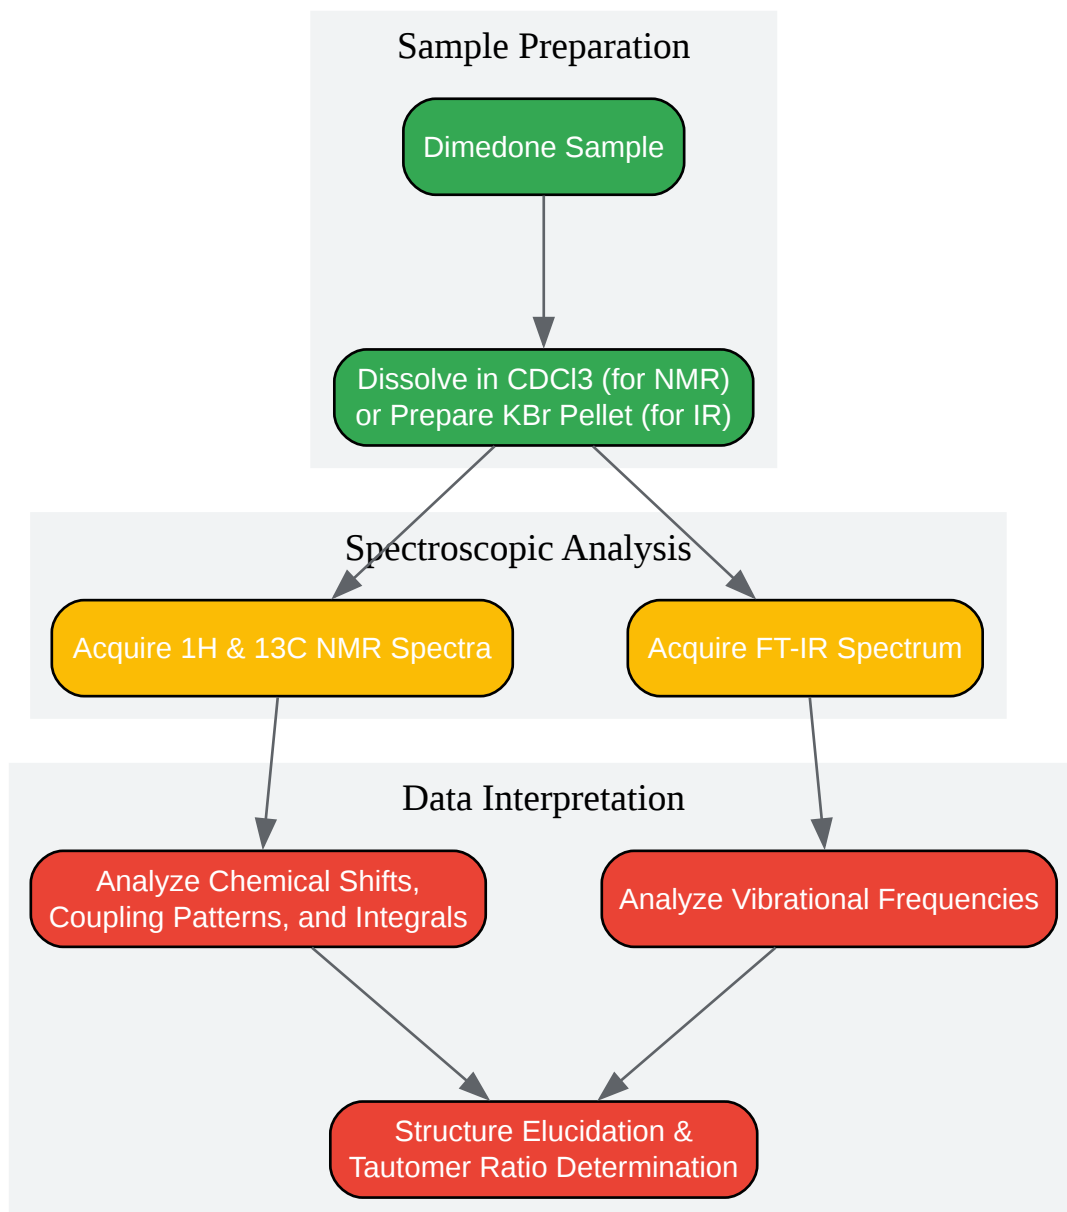 Sample Preparation
Dimedone Sample
Dissolve in CDCl3 (for NMR)
or Prepare KBr Pellet (for IR)
Spectroscopic Analysis
Acquire 1H & 13C NMR Spectra
Acquire FT-IR Spectrum
Data Interpretation
Analyze Chemical Shifts,
Coupling Patterns, and Integrals
Analyze Vibrational Frequencies
Structure Elucidation &
Tautomer Ratio Determination